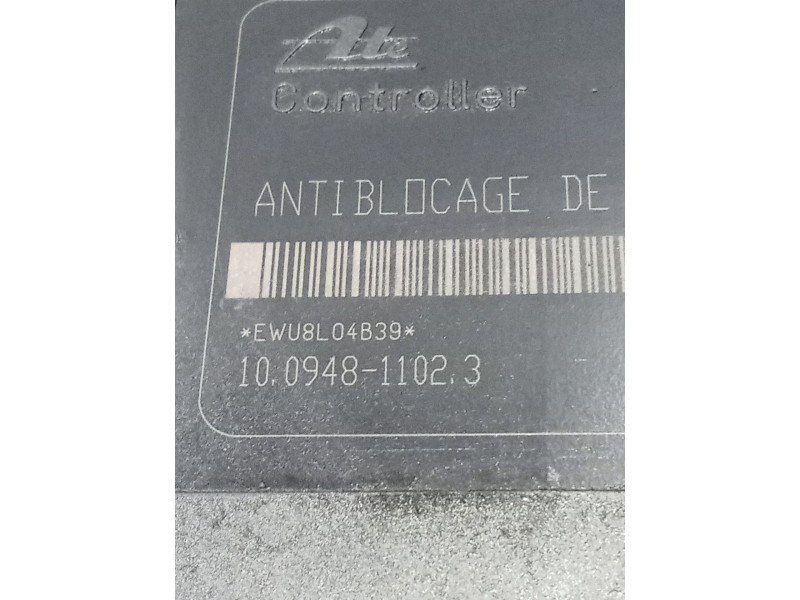 Ate
Controller
ANTIBLOCAGE DE
*EWU8L04B39*
10.0948-1102.3